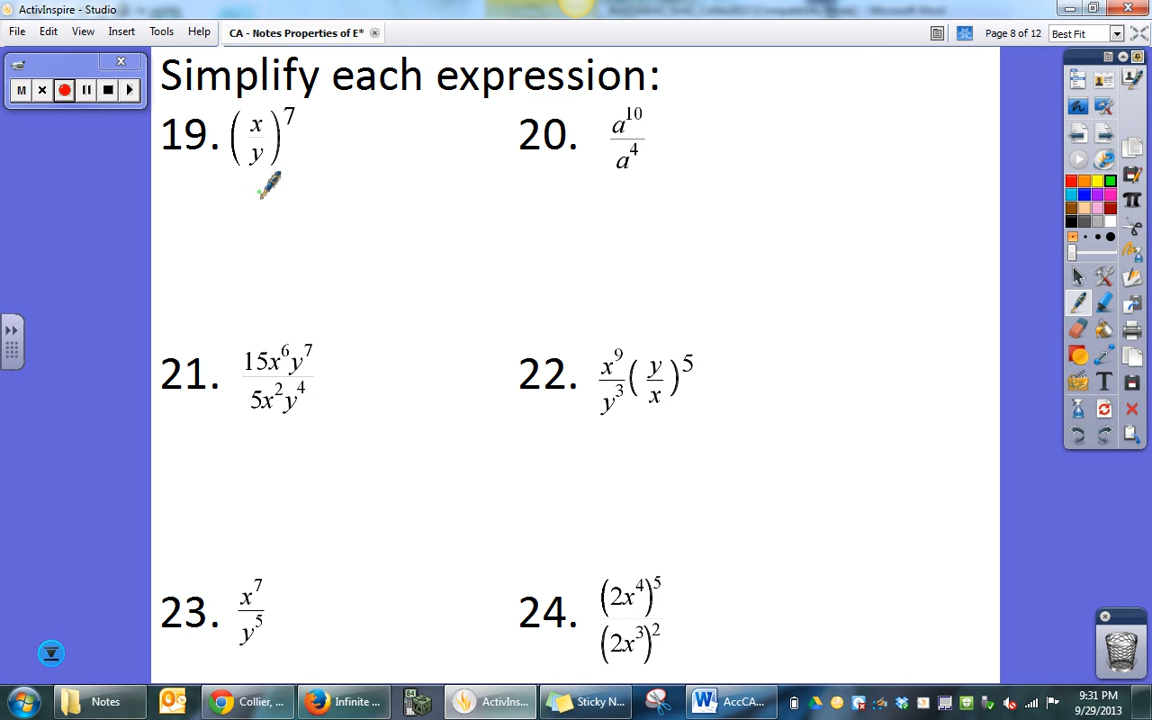 ActivInspire - Studio
File Edit View Insert Tools Help CA - Notes Properties of E* Page 8 of 12 Best Fit
M
Simplify each expression:
19. (x/y)^7 20. a^10/a^4
21. 15x^6y^7/5x^2y^4 22. x^9/y^3 (y/x)^5
23. x^7/y^5 24. (2x^4)^5/(2x^3)^2
Notes Collier, ... Infinite ... ActivIns... Sticky N... AccCA... 9:31 PM
9/29/2013